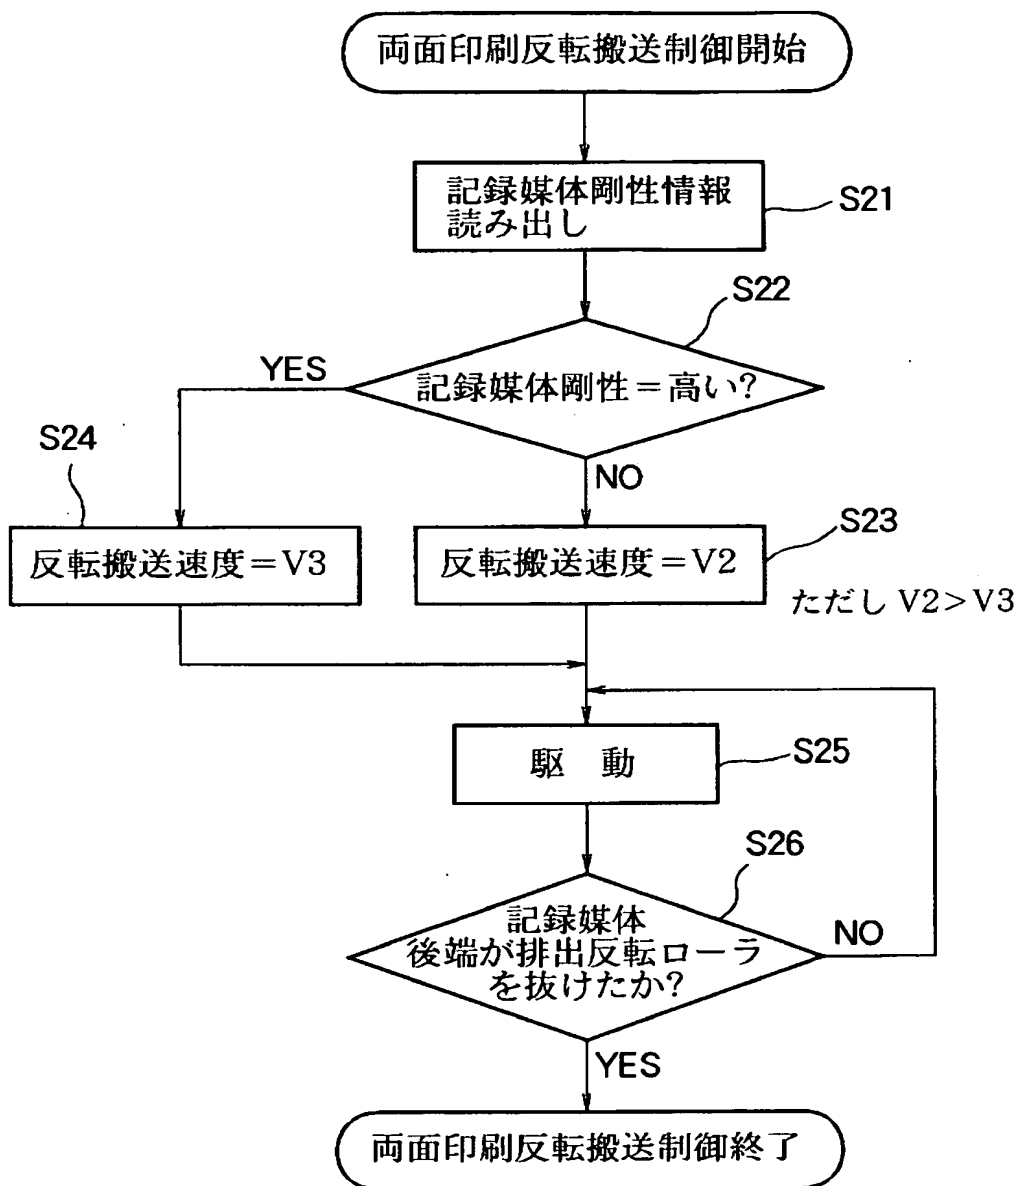 両面印刷反転搬送制御開始
記録媒体剛性情報
読み出し
S21
S22
YES
記録媒体剛性＝高い?
S24
NO
S23
反転搬送速度＝V3
反転搬送速度＝V2
ただし V2>V3
駆 動
S25
S26
記録媒体
後端が排出反転ローラ
を抜けたか?
NO
YES
両面印刷反転搬送制御終了